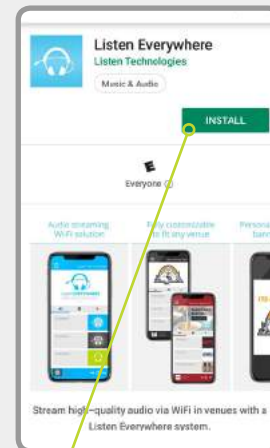 Listen Everywhere
Listen Technologies
Music & Audio
INSTALL
E
Everyone
Audio streaming
WiFi solution
Fully customizable
to fit any venue
Stream high-quality audio via WiFi in venues with a
Listen Everywhere system.